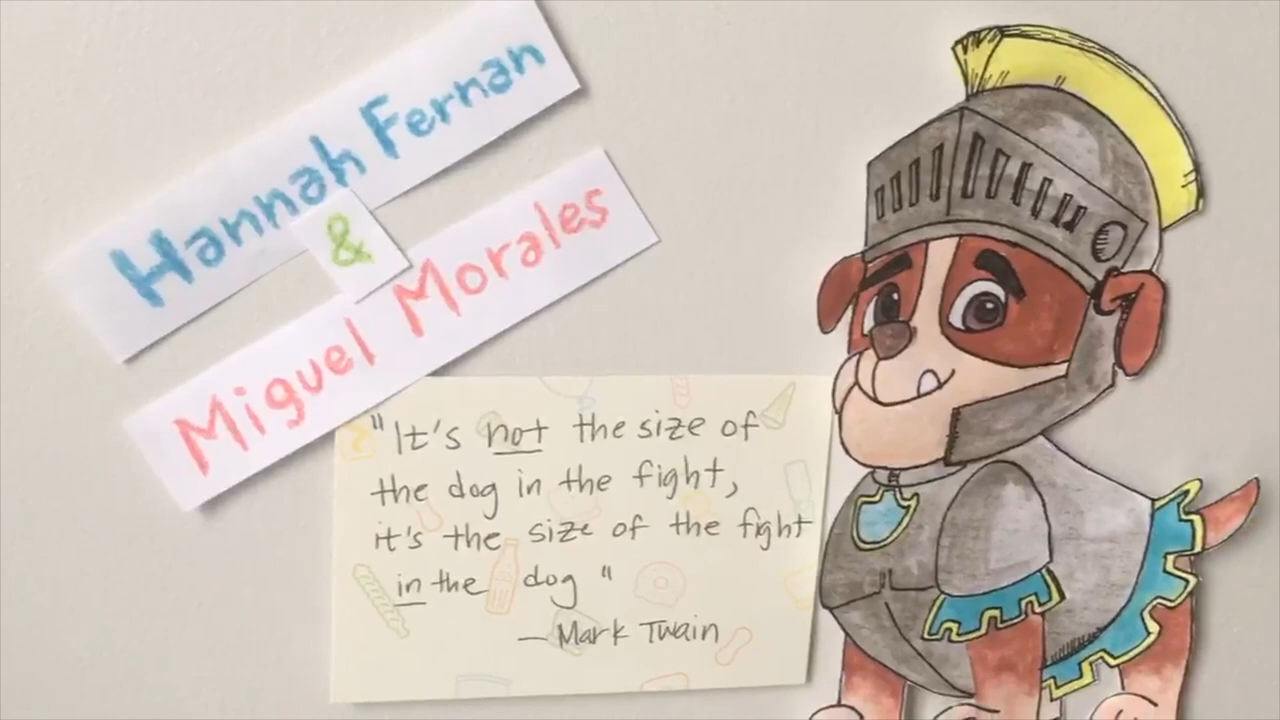 Hannah Fernan
&
Miguel Morales
"It's not the size of
the dog in the fight,
it's the size of the fight
in the dog"
— Mark Twain